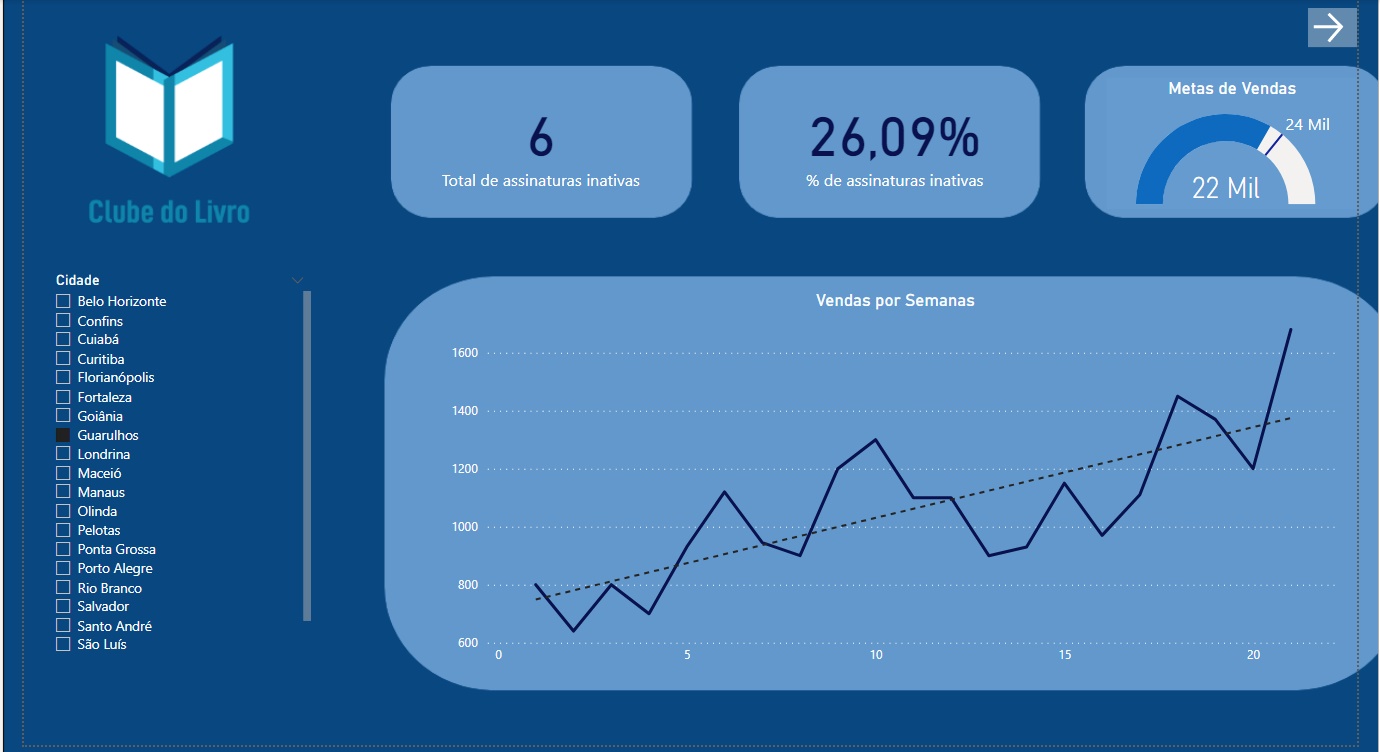 Clube do Livro
6
Total de assinaturas inativas
26,09%
% de assinaturas inativas
Metas de Vendas
24 Mil
22 Mil
Cidade
Belo Horizonte
Confins
Cuiabá
Curitiba
Florianópolis
Fortaleza
Goiânia
Guarulhos
Londrina
Maceió
Manaus
Olinda
Pelotas
Ponta Grossa
Porto Alegre
Rio Branco
Salvador
Santo André
São Luís
Vendas por Semanas
1600
1400
1200
1000
800
600
0 5 10 15 20